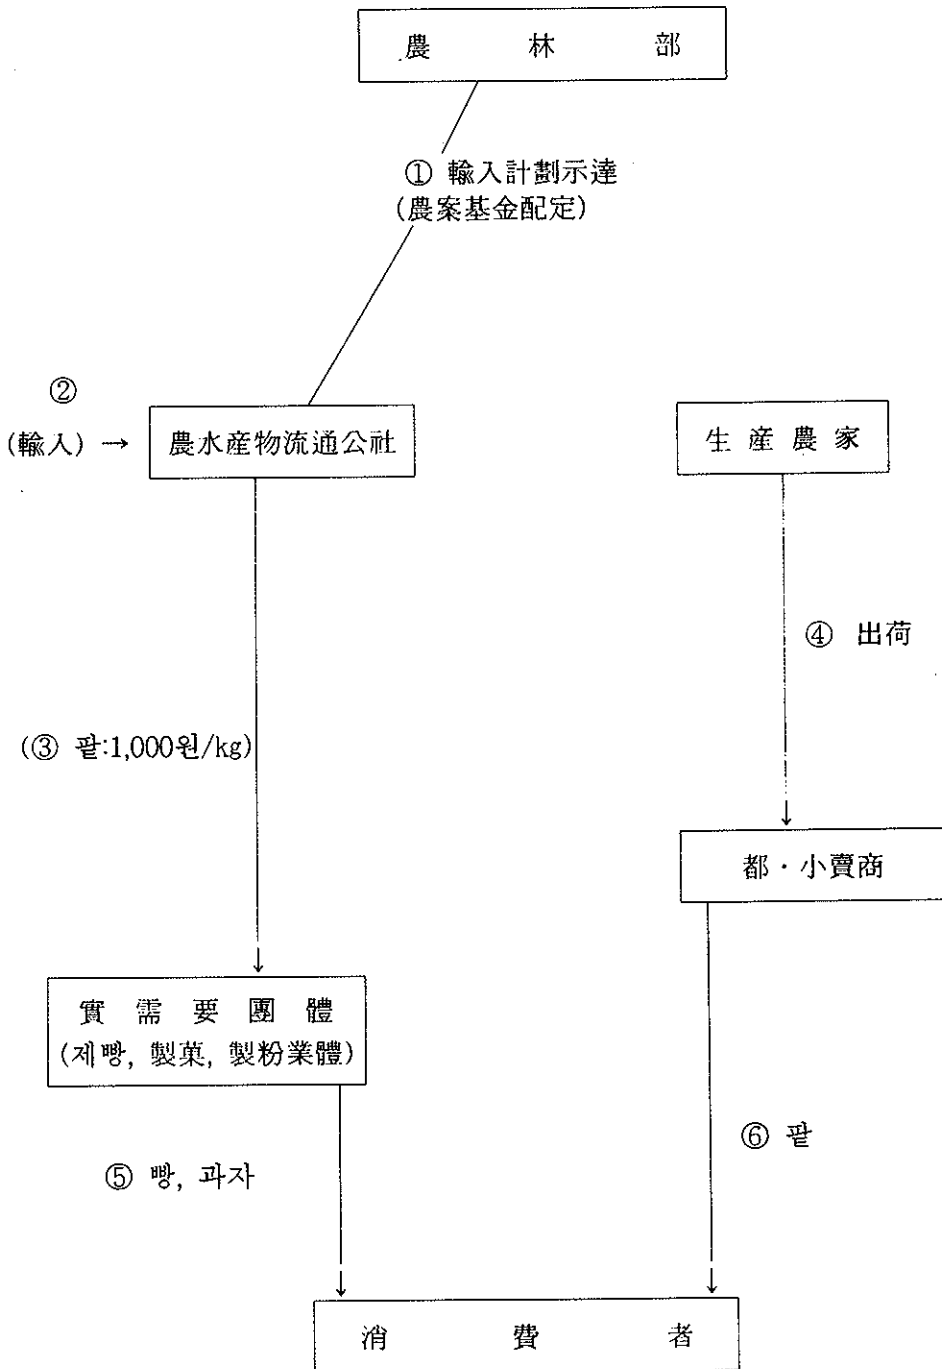 農 林 部
① 輸入計劃示達
(農案基金配定)
②
(輸入) →
農水産物流通公社
生 産 農 家
④ 出荷
(③ 팥:1,000원/kg)
都・小賣商
實 需 要 團 體
(제빵, 製菓, 製粉業體)
⑥ 팥
⑤ 빵, 과자
消 費 者